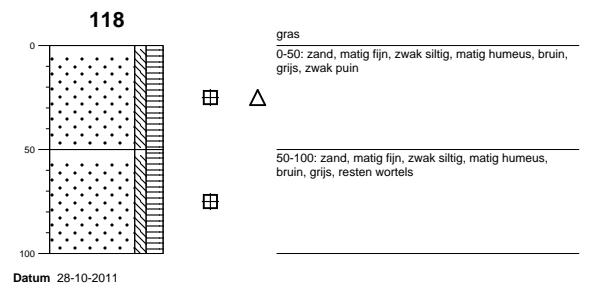 118
gras
0
0-50: zand, matig fijn, zwak siltig, matig humeus, bruin,
grijs, zwak puin
50
50-100: zand, matig fijn, zwak siltig, matig humeus,
bruin, grijs, resten wortels
100
Datum 28-10-2011